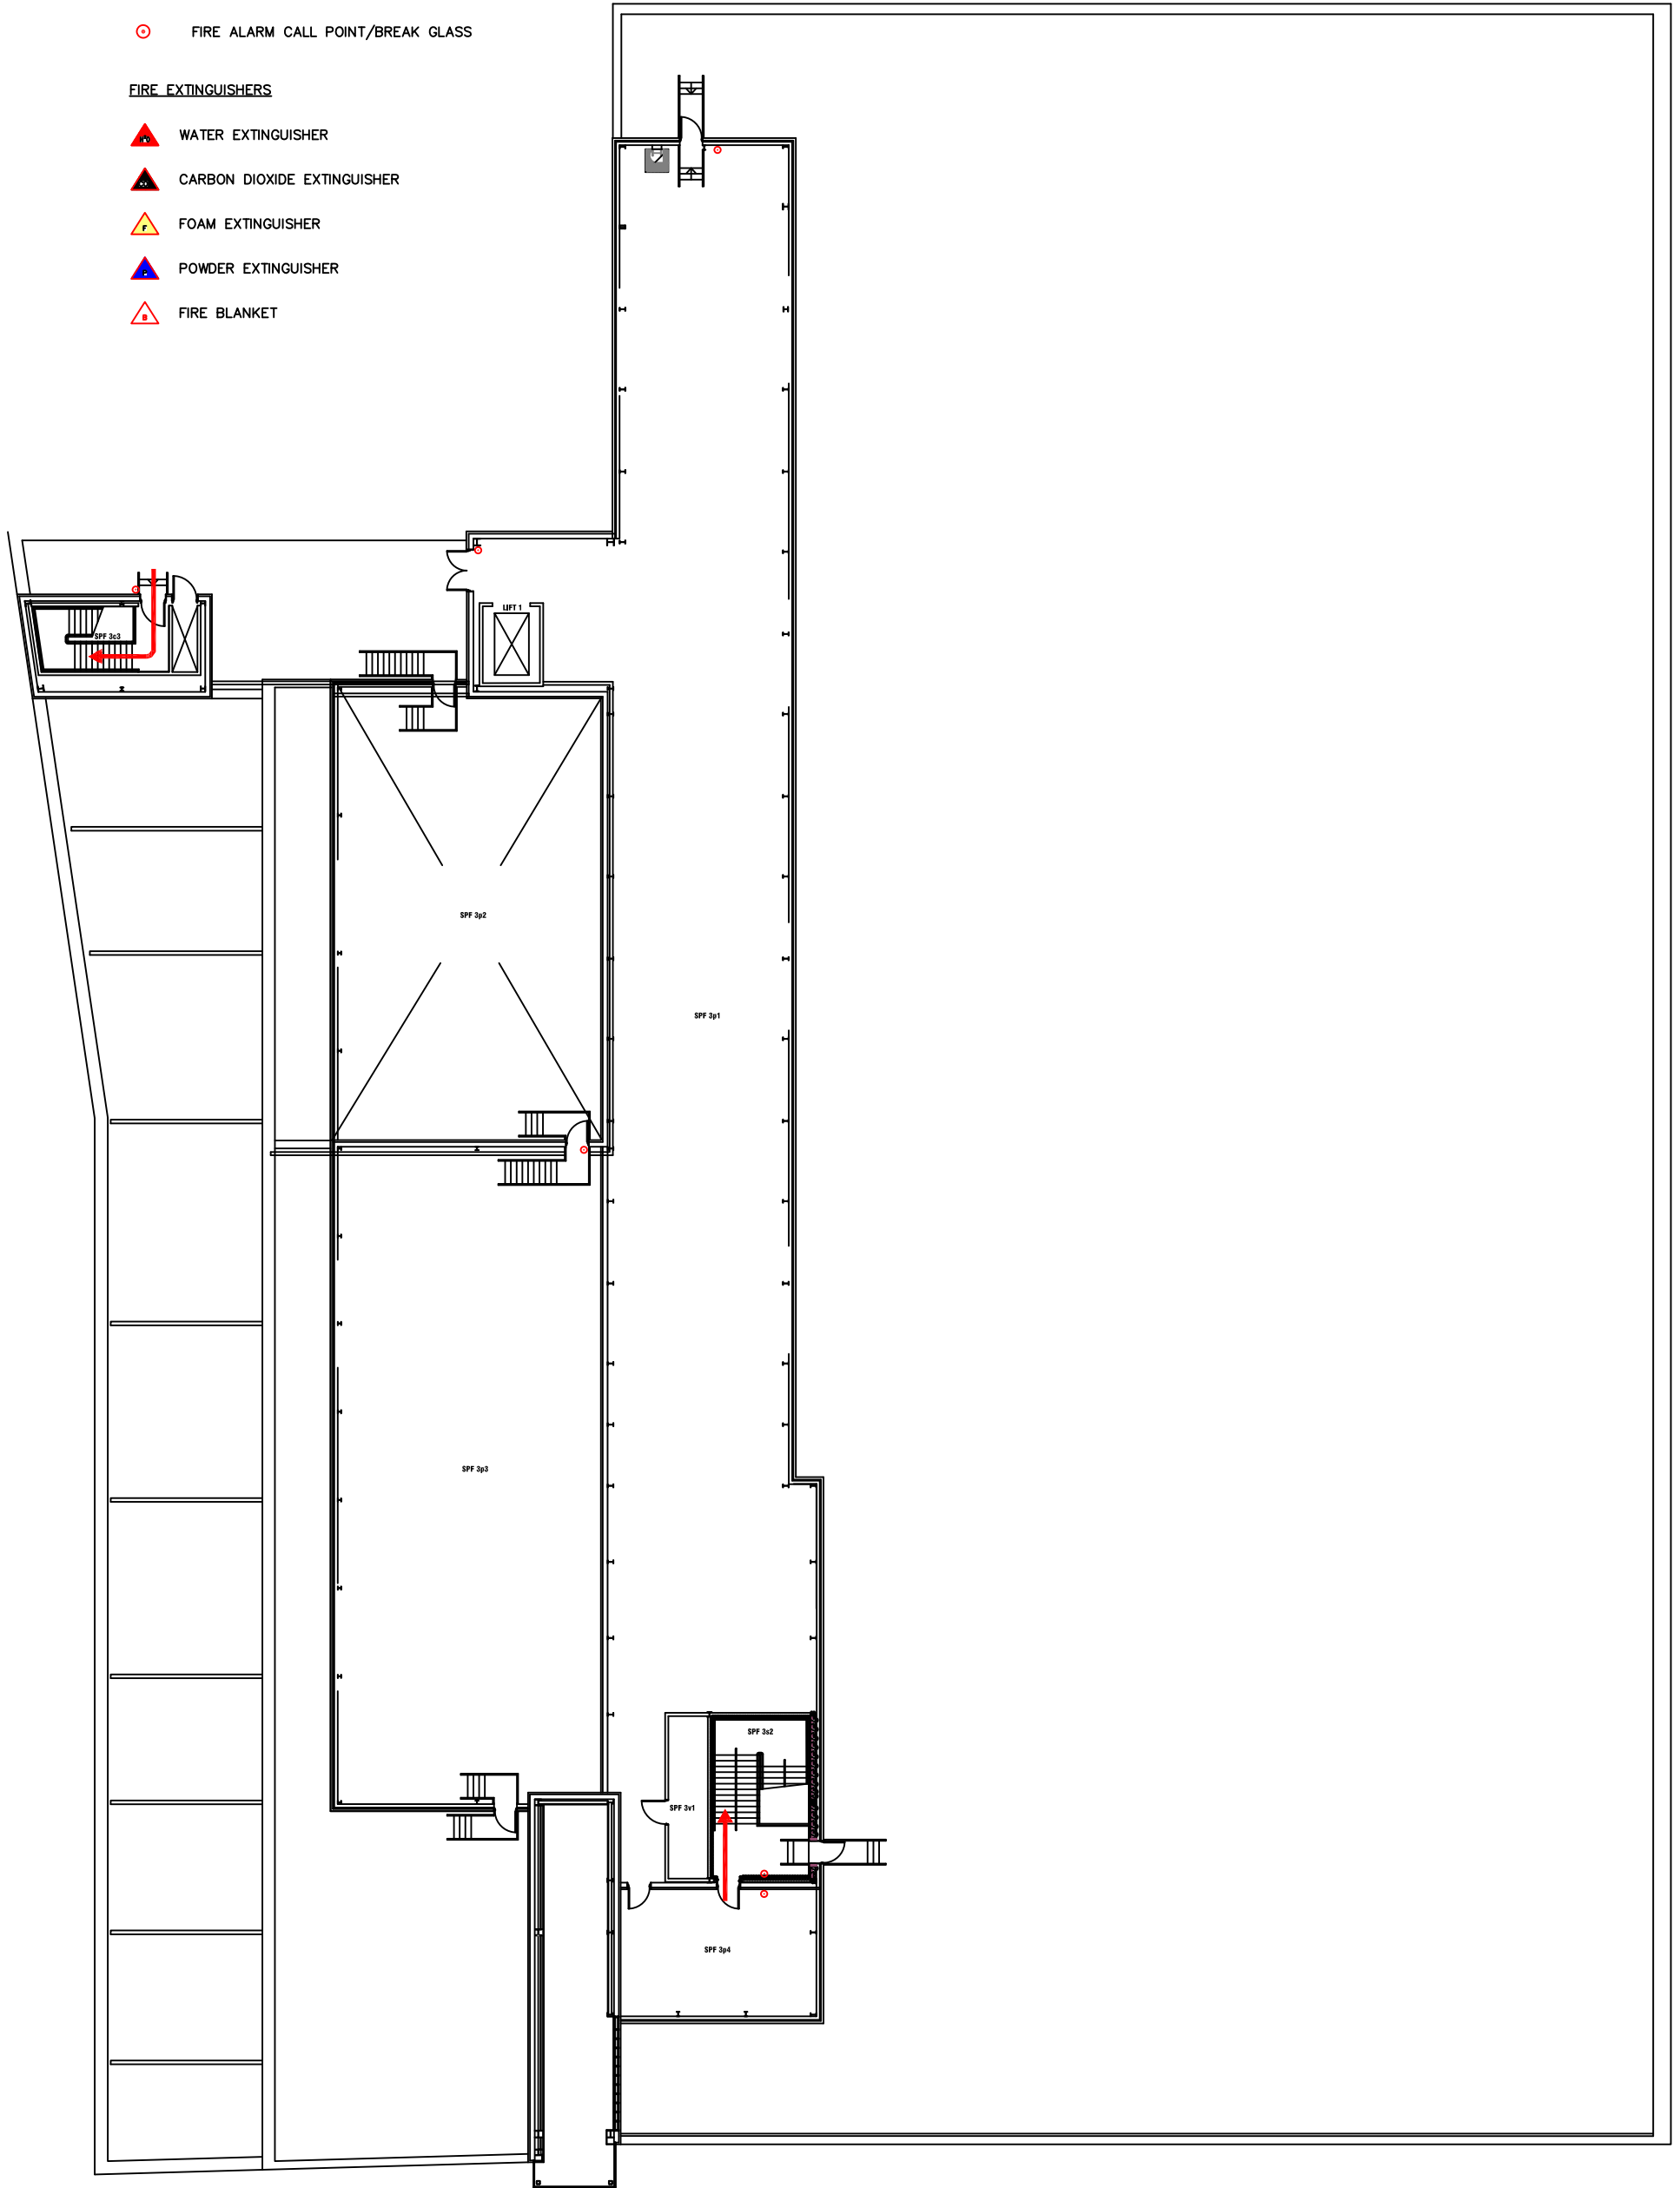 FIRE ALARM CALL POINT/BREAK GLASS
FIRE EXTINGUISHERS
WATER EXTINGUISHER
CARBON DIOXIDE EXTINGUISHER
F
FOAM EXTINGUISHER
POWDER EXTINGUISHER
B
FIRE BLANKET
LIFT 1
SPF 3c3
SPF 3p2
SPF 3p1
SPF 3p3
SPF 3s2
SPF 3v1
SPF 3p4